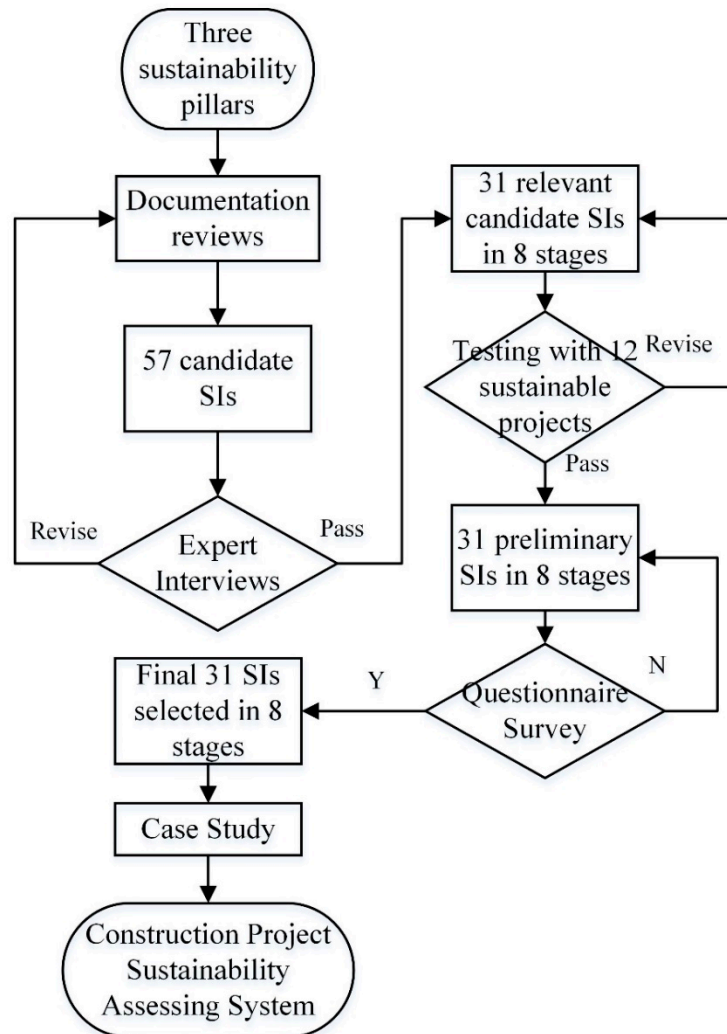 Three
sustainability
pillars
Documentation
reviews
57 candidate
SIs
Revise
Expert
Interviews
Pass
31 relevant
candidate SIs
in 8 stages
Testing with 12
sustainable
projects
Revise
Pass
31 preliminary
SIs in 8 stages
Questionnaire
Survey
N
Y
Final 31 SIs
selected in 8
stages
Case Study
Construction Project
Sustainability
Assessing System